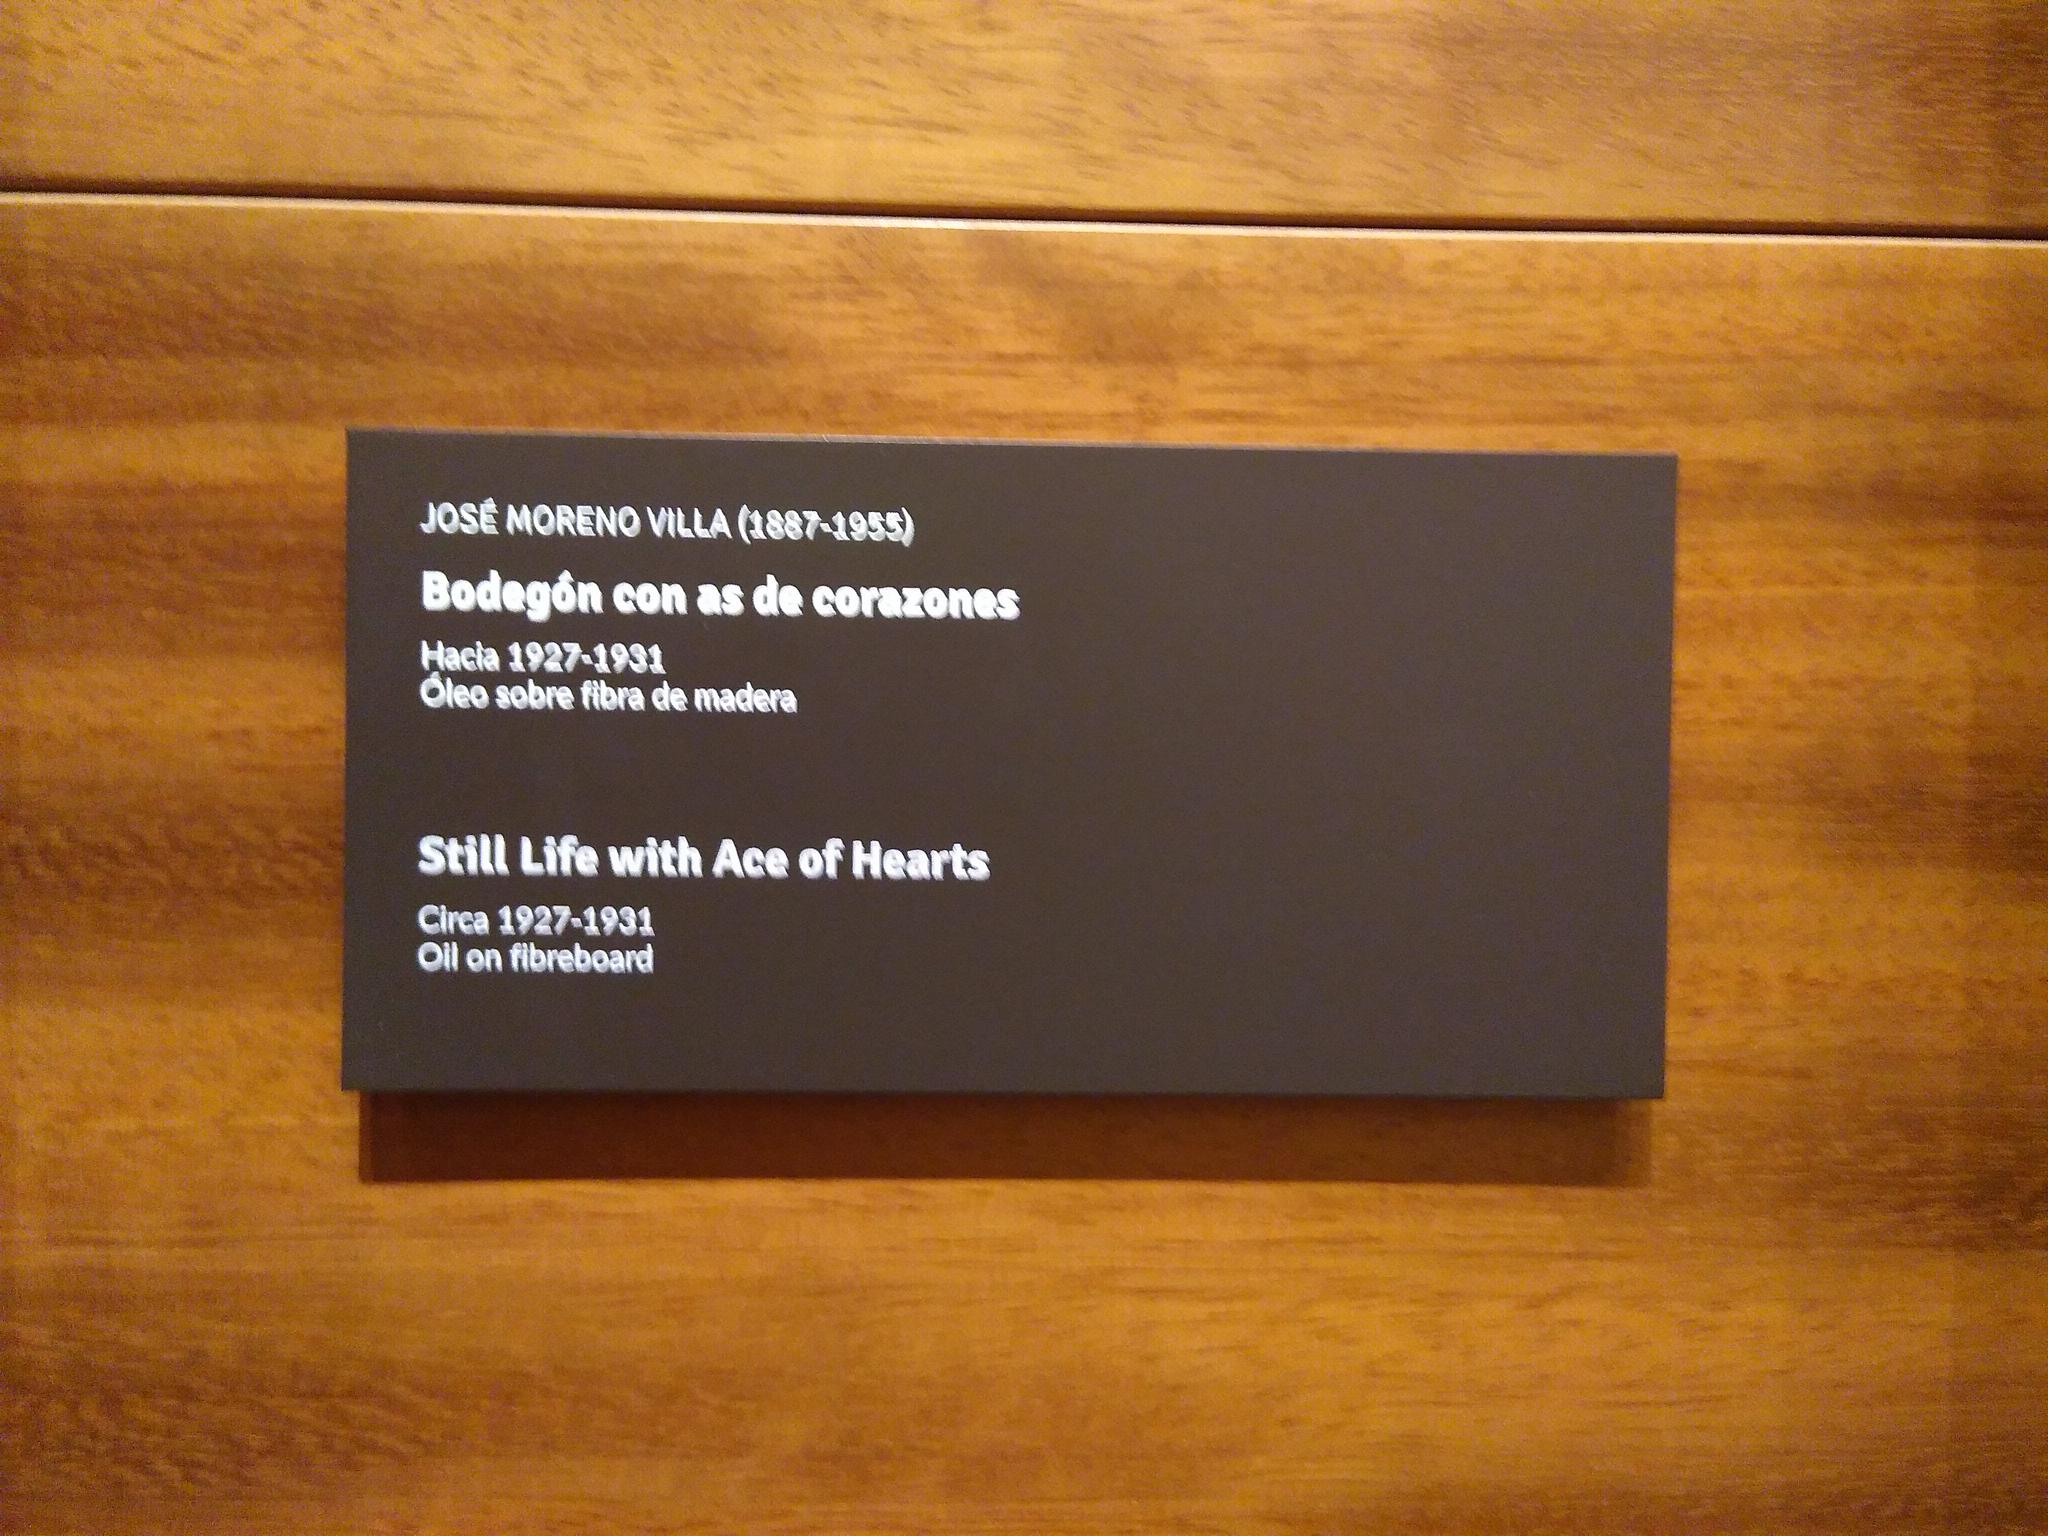 JOSÉ MORENO VILLA (1887-1955)
Bodegón con as de corazones
Hacia 1927-1931
Óleo sobre fibra de madera
Still Life with Ace of Hearts
Circa 1927-1931
Oil on fibreboard